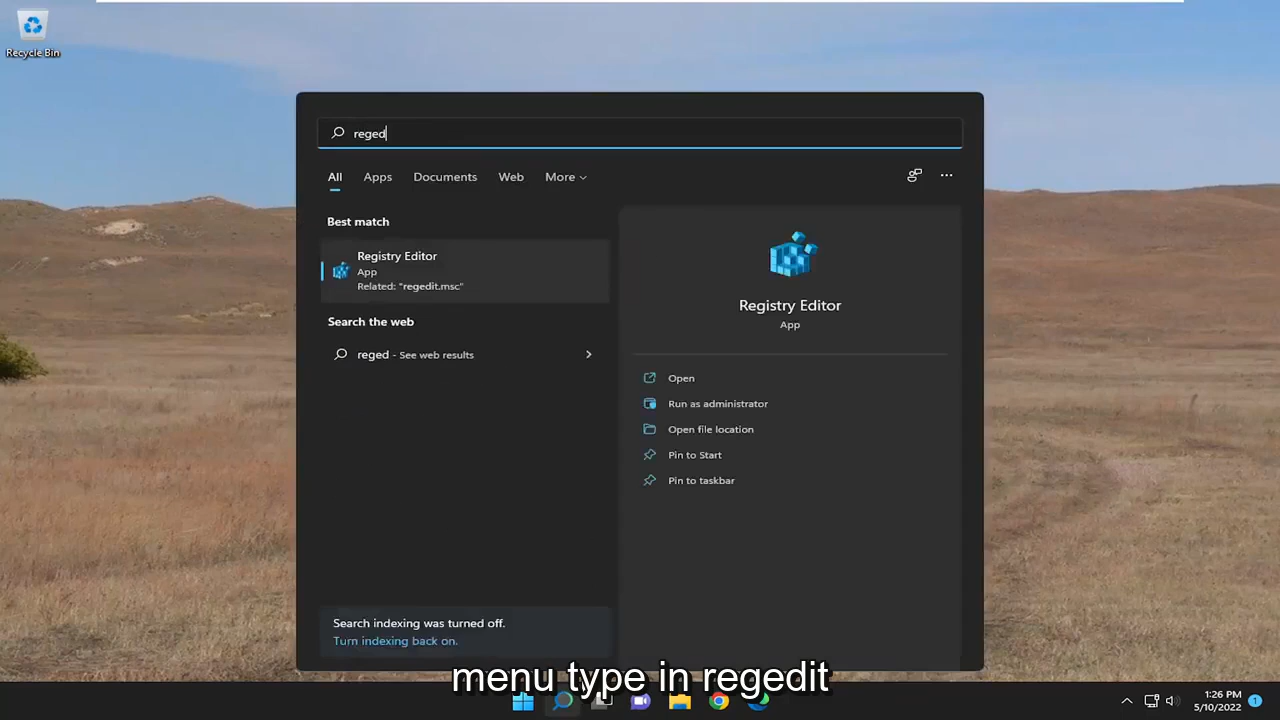 Recycle Bin
reged
All Apps Documents Web More
Best match
Registry Editor
App
Related: "regedit.msc"
Search the web
reged - See web results
Registry Editor
App
Open
Run as administrator
Open file location
Pin to Start
Pin to taskbar
Search indexing was turned off.
Turn indexing back on.
menu type in regedit
1:26 PM
5/10/2022
1